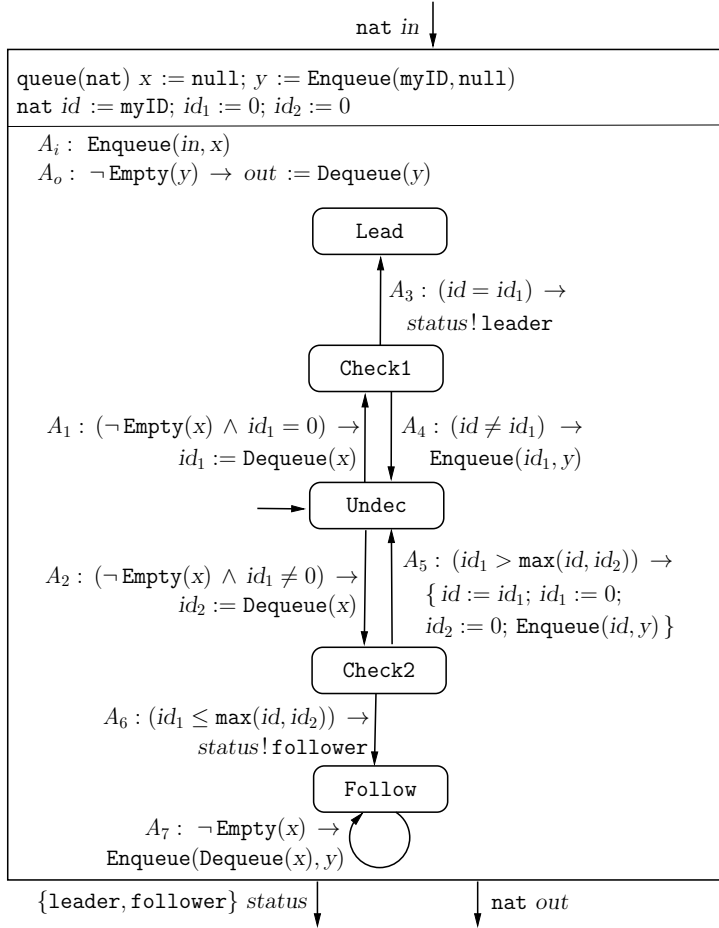 nat in
queue(nat) x := null; y := Enqueue(myID, null)
nat id := myID; id₁ := 0; id₂ := 0
Aᵢ : Enqueue(in, x)
Aₒ : ¬ Empty(y) → out := Dequeue(y)
Lead
A₃ : (id = id₁) →
status! leader
Check1
A₁ : (¬ Empty(x) ∧ id₁ = 0) →
id₁ := Dequeue(x)
A₄ : (id ≠ id₁) →
Enqueue(id₁, y)
Undec
A₂ : (¬ Empty(x) ∧ id₁ ≠ 0) →
id₂ := Dequeue(x)
A₅ : (id₁ > max(id, id₂)) →
{ id := id₁; id₁ := 0;
id₂ := 0; Enqueue(id, y) }
Check2
A₆ : (id₁ ≤ max(id, id₂)) →
status! follower
Follow
A₇ : ¬ Empty(x) →
Enqueue(Dequeue(x), y)
{leader, follower} status
nat out